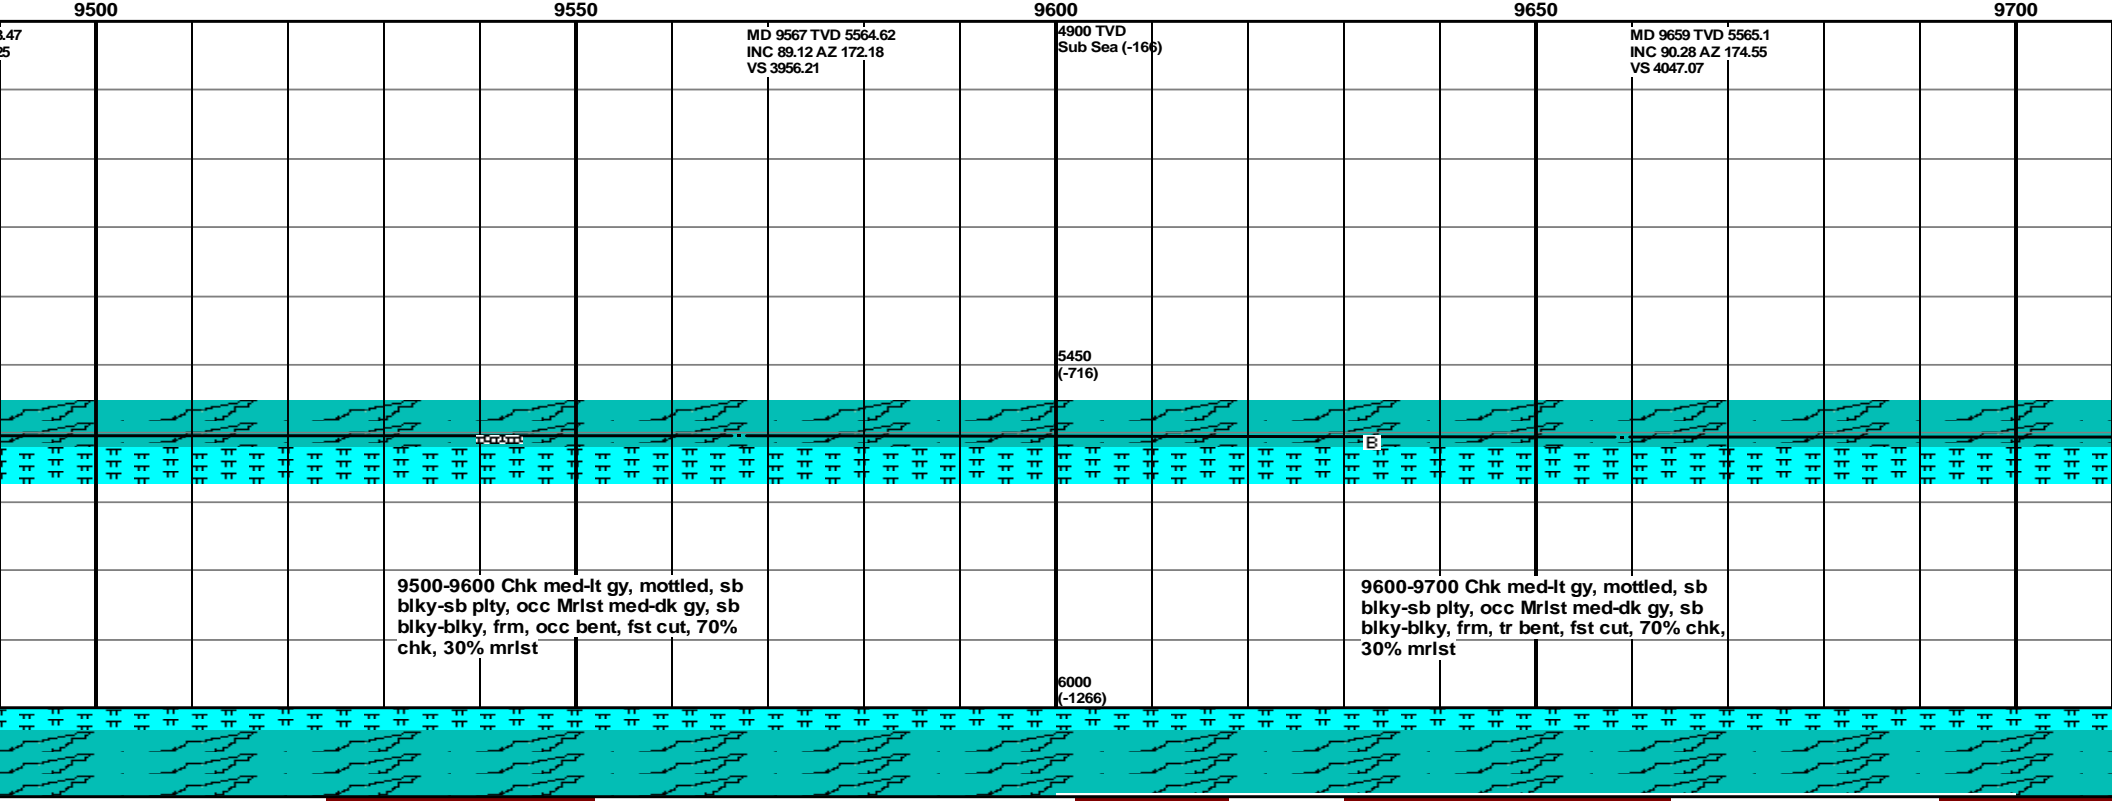 9500 9550 9600 9650 9700
3.47
25
MD 9567 TVD 5564.62
INC 89.12 AZ 172.18
VS 3956.21
4900 TVD
Sub Sea (-166)
MD 9659 TVD 5565.1
INC 90.28 AZ 174.55
VS 4047.07
5450
(-716)
B
9500-9600 Chk med-lt gy, mottled, sb
blky-sb plty, occ Mrlst med-dk gy, sb
blky-blky, frm, occ bent, fst cut, 70%
chk, 30% mrlst
9600-9700 Chk med-lt gy, mottled, sb
blky-sb plty, occ Mrlst med-dk gy, sb
blky-blky, frm, tr bent, fst cut, 70% chk,
30% mrlst
6000
(-1266)